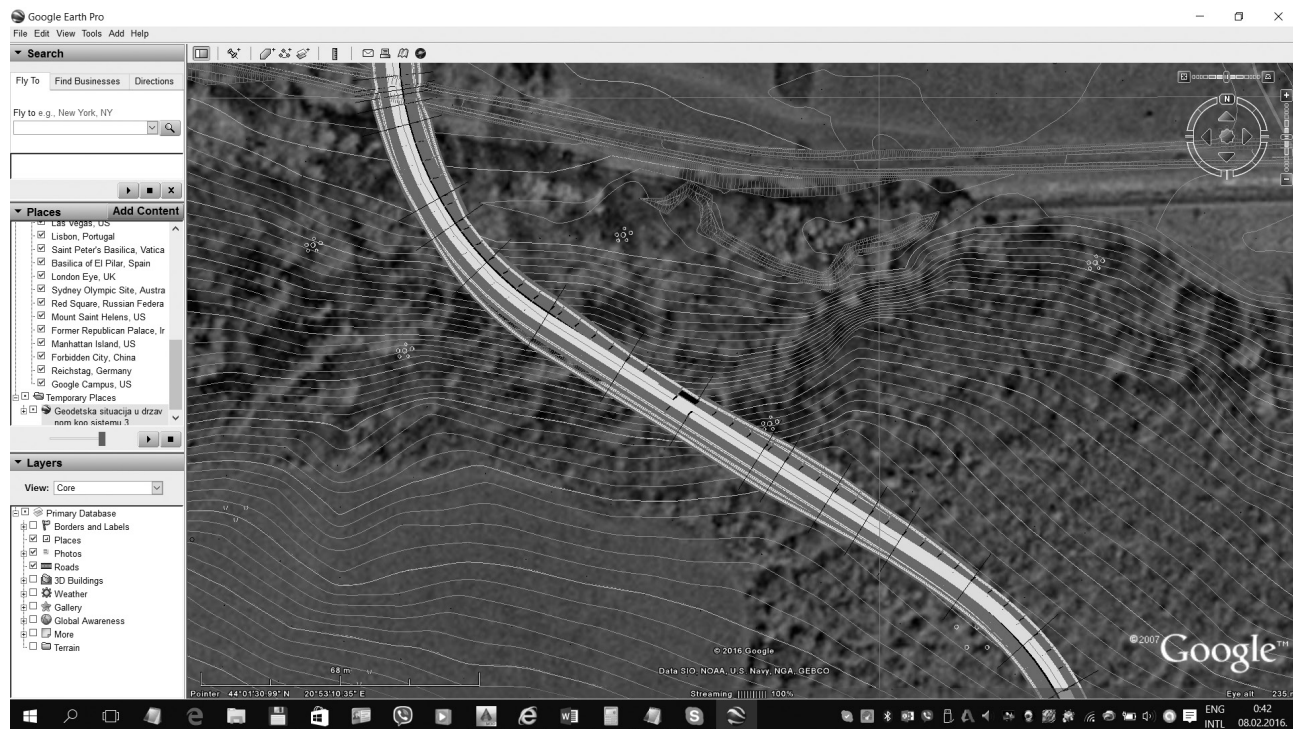 Google Earth Pro
File Edit View Tools Add Help
Search
Fly To Find Businesses Directions
Fly to e.g., New York, NY
Places Add Content
Las Vegas, US
Lisbon, Portugal
Saint Peter's Basilica, Vatica
Basilica of El Pilar, Spain
London Eye, UK
Sydney Olympic Site, Austra
Red Square, Russian Federa
Mount Saint Helens, US
Former Republican Palace, Ir
Manhattan Island, US
Forbidden City, China
Reichstag, Germany
Google Campus, US
Temporary Places
Geodetska situacija u drzav
nom koo sistemu 3
Layers
View: Core
Primary Database
Borders and Labels
Places
Photos
Roads
3D Buildings
Weather
Gallery
Global Awareness
More
Terrain
N
©2007 Google™
© 2016 Google
Data SIO, NOAA, U.S. Navy, NGA, GEBCO
68 m
Pointer 44°01'30.99" N 20°53'10.35" E Streaming |||||||||| 100% Eye alt 235
ENG 0:42
INTL 08.02.2016.